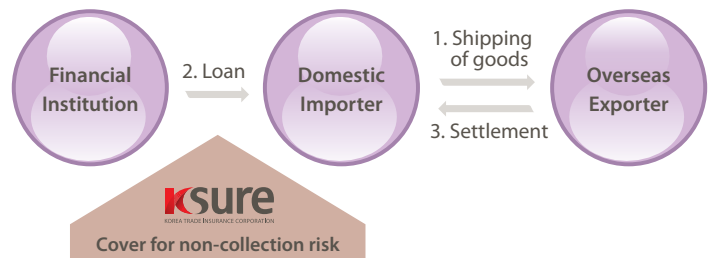 Financial
Institution
2. Loan
Domestic
Importer
1. Shipping
of goods
3. Settlement
Overseas
Exporter
ksure
KOREA TRADE INSURANCE CORPORATION
Cover for non-collection risk